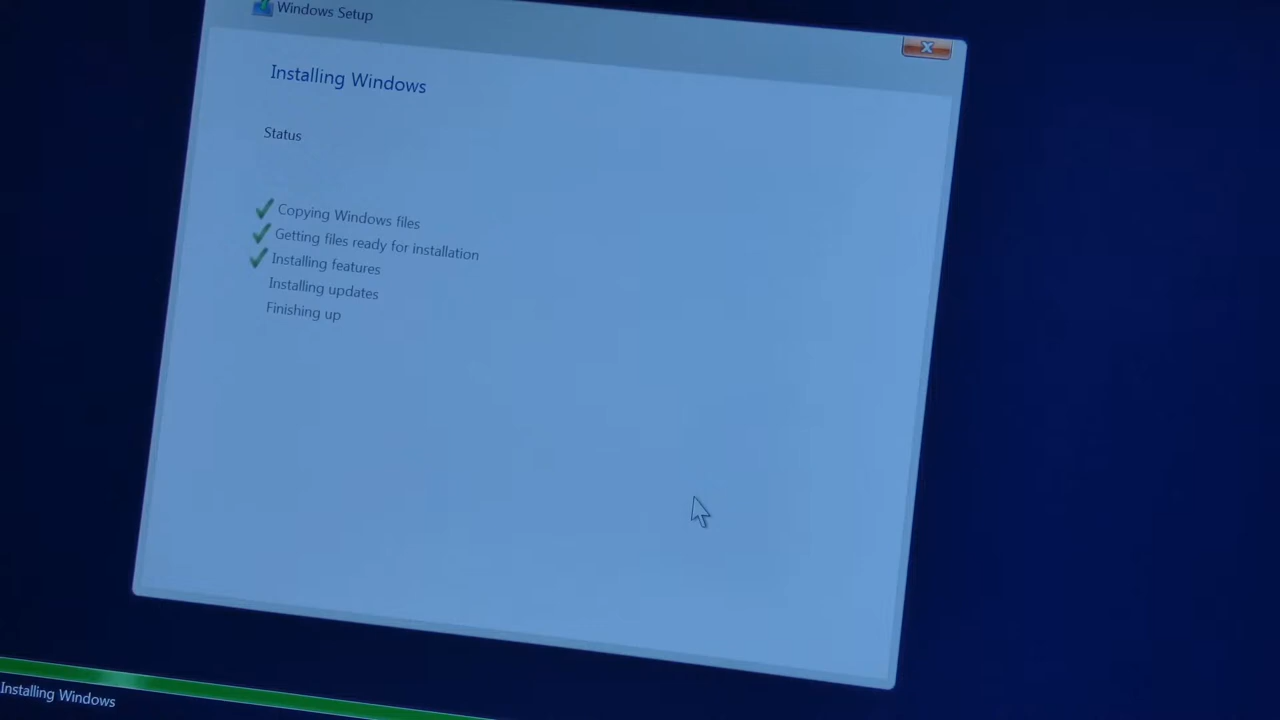 Windows Setup
Installing Windows
Status
Copying Windows files
Getting files ready for installation
Installing features
Installing updates
Finishing up
Installing Windows